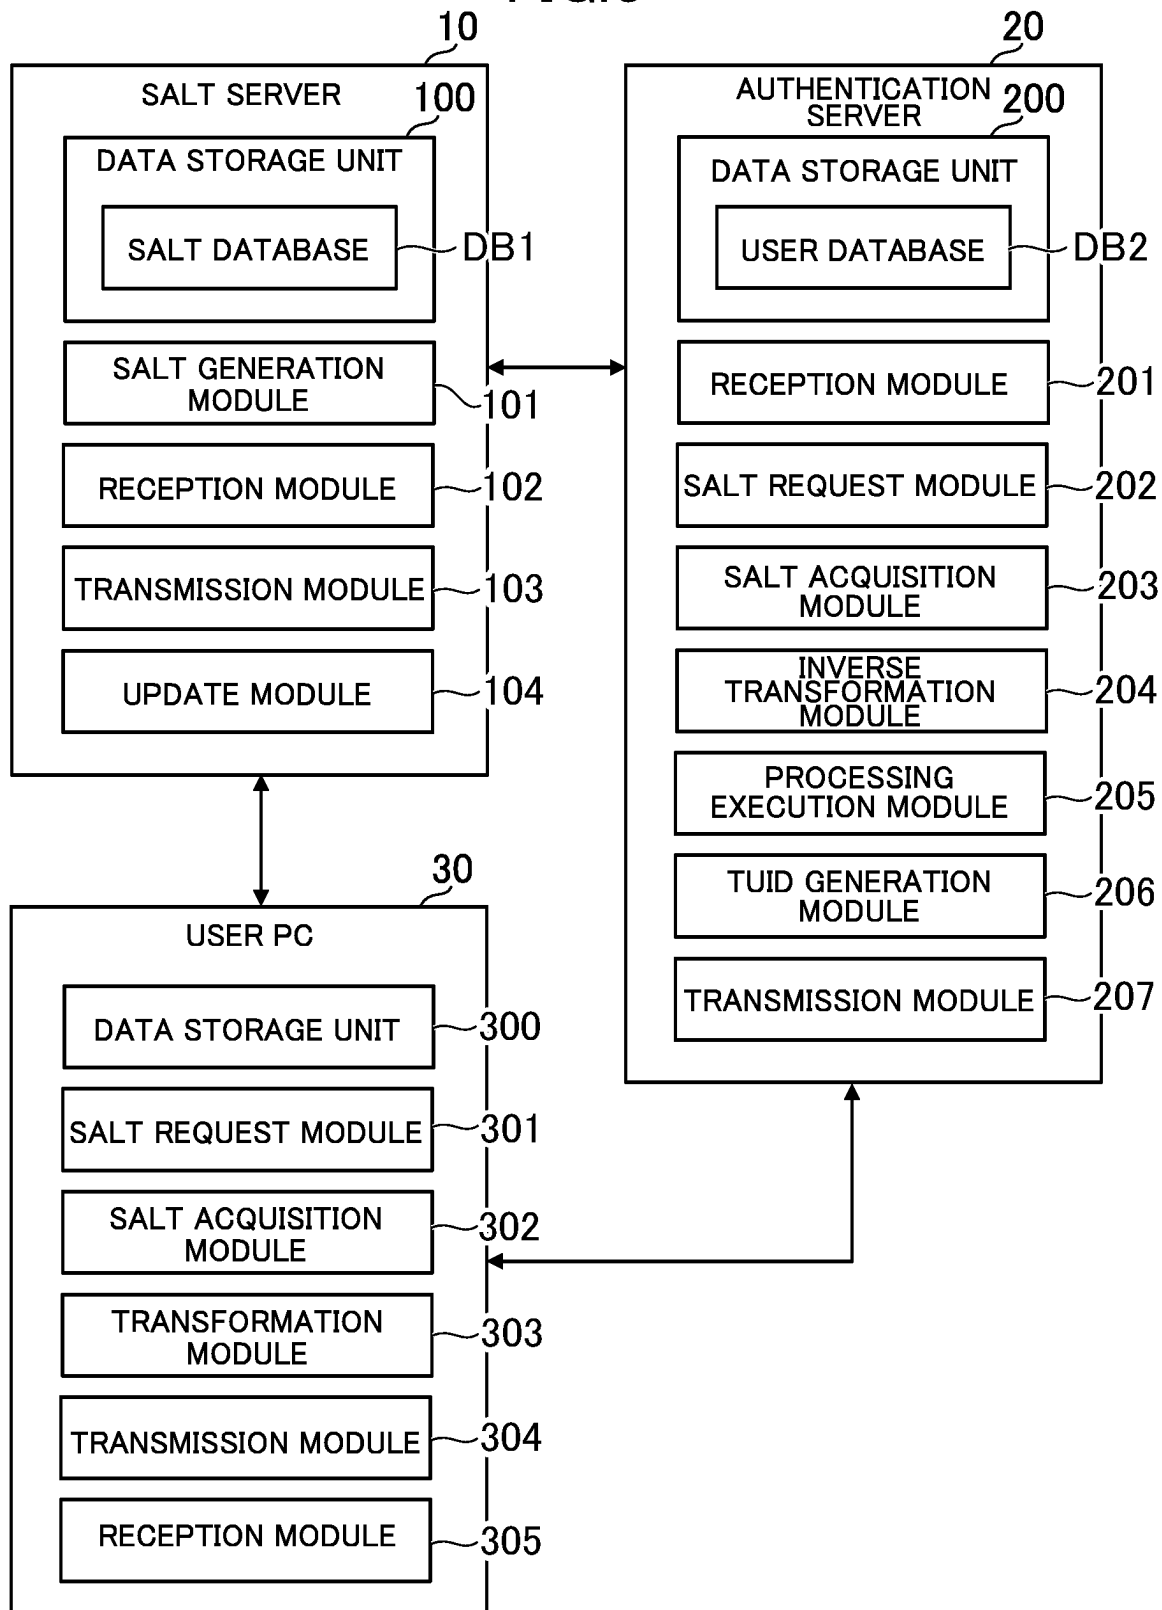 10
SALT SERVER
100
DATA STORAGE UNIT
SALT DATABASE
DB1
SALT GENERATION
MODULE
101
RECEPTION MODULE
102
TRANSMISSION MODULE
103
UPDATE MODULE
104
20
AUTHENTICATION
SERVER
200
DATA STORAGE UNIT
USER DATABASE
DB2
RECEPTION MODULE
201
SALT REQUEST MODULE
202
SALT ACQUISITION
MODULE
203
INVERSE
TRANSFORMATION
MODULE
204
PROCESSING
EXECUTION MODULE
205
TUID GENERATION
MODULE
206
TRANSMISSION MODULE
207
30
USER PC
DATA STORAGE UNIT
300
SALT REQUEST MODULE
301
SALT ACQUISITION
MODULE
302
TRANSFORMATION
MODULE
303
TRANSMISSION MODULE
304
RECEPTION MODULE
305